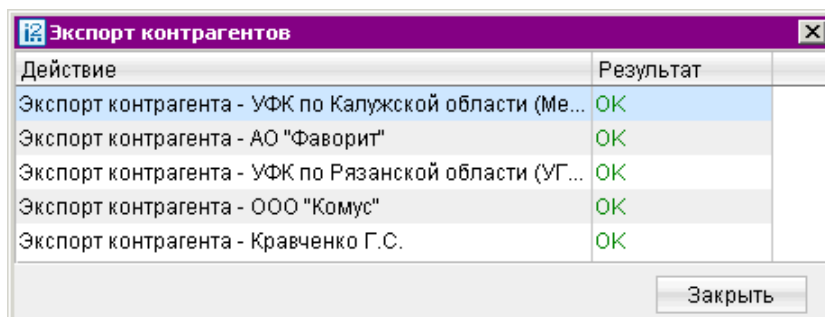 Экспорт контрагентов
Действие Результат
Экспорт контрагента - УФК по Калужской области (Ме... OK
Экспорт контрагента - АО "Фаворит" OK
Экспорт контрагента - УФК по Рязанской области (УГ... OK
Экспорт контрагента - ООО "Комус" OK
Экспорт контрагента - Кравченко Г.С. OK
Закрыть